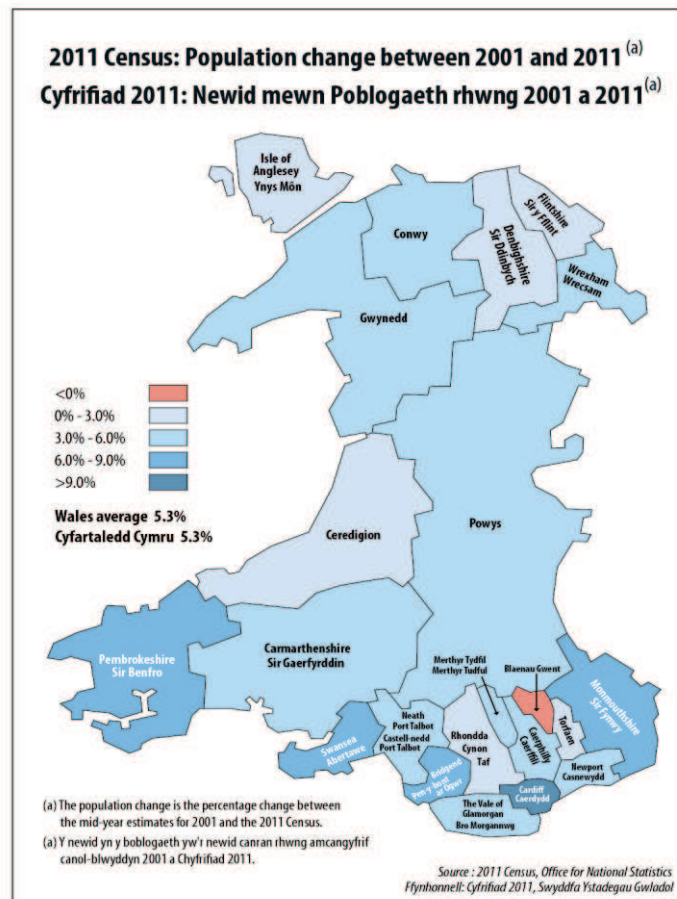 2011 Census: Population change between 2001 and 2011 (a)
Cyfrifiad 2011: Newid mewn Poblogaeth rhwng 2001 a 2011(a)
Isle of
Anglesey
Ynys Môn
Conwy
Denbighshire
Sir Ddinbych
Flintshire
Sir y Fflint
Wrexham
Wrecsam
Gwynedd
<0%
0% - 3.0%
3.0% - 6.0%
6.0% - 9.0%
>9.0%
Wales average 5.3%
Cyfartaledd Cymru 5.3%
Ceredigion
Powys
Pembrokeshire
Sir Benfro
Carmarthenshire
Sir Gaerfyrddin
Merthyr Tydfil
Merthyr Tudful
Blaenau Gwent
Monmouthshire
Sir Fynwy
Swansea
Abertawe
Neath
Port Talbot
Castell-nedd
Port Talbot
Rhondda
Cynon
Taf
Caerphilly
Caerffili
Torfaen
Bridgend
Pen-y-bont
ar Ogwr
Newport
Casnewydd
Cardiff
Caerdydd
The Vale of
Glamorgan
Bro Morgannwg
(a) The population change is the percentage change between
the mid-year estimates for 2001 and the 2011 Census.
(a) Y newid yn y boblogaeth yw'r newid canran rhwng amcangyfrif
canol-blwyddyn 2001 a Chyfrifiad 2011.
Source : 2011 Census, Office for National Statistics
Ffynhonnell: Cyfrifiad 2011, Swyddfa Ystadegau Gwladol